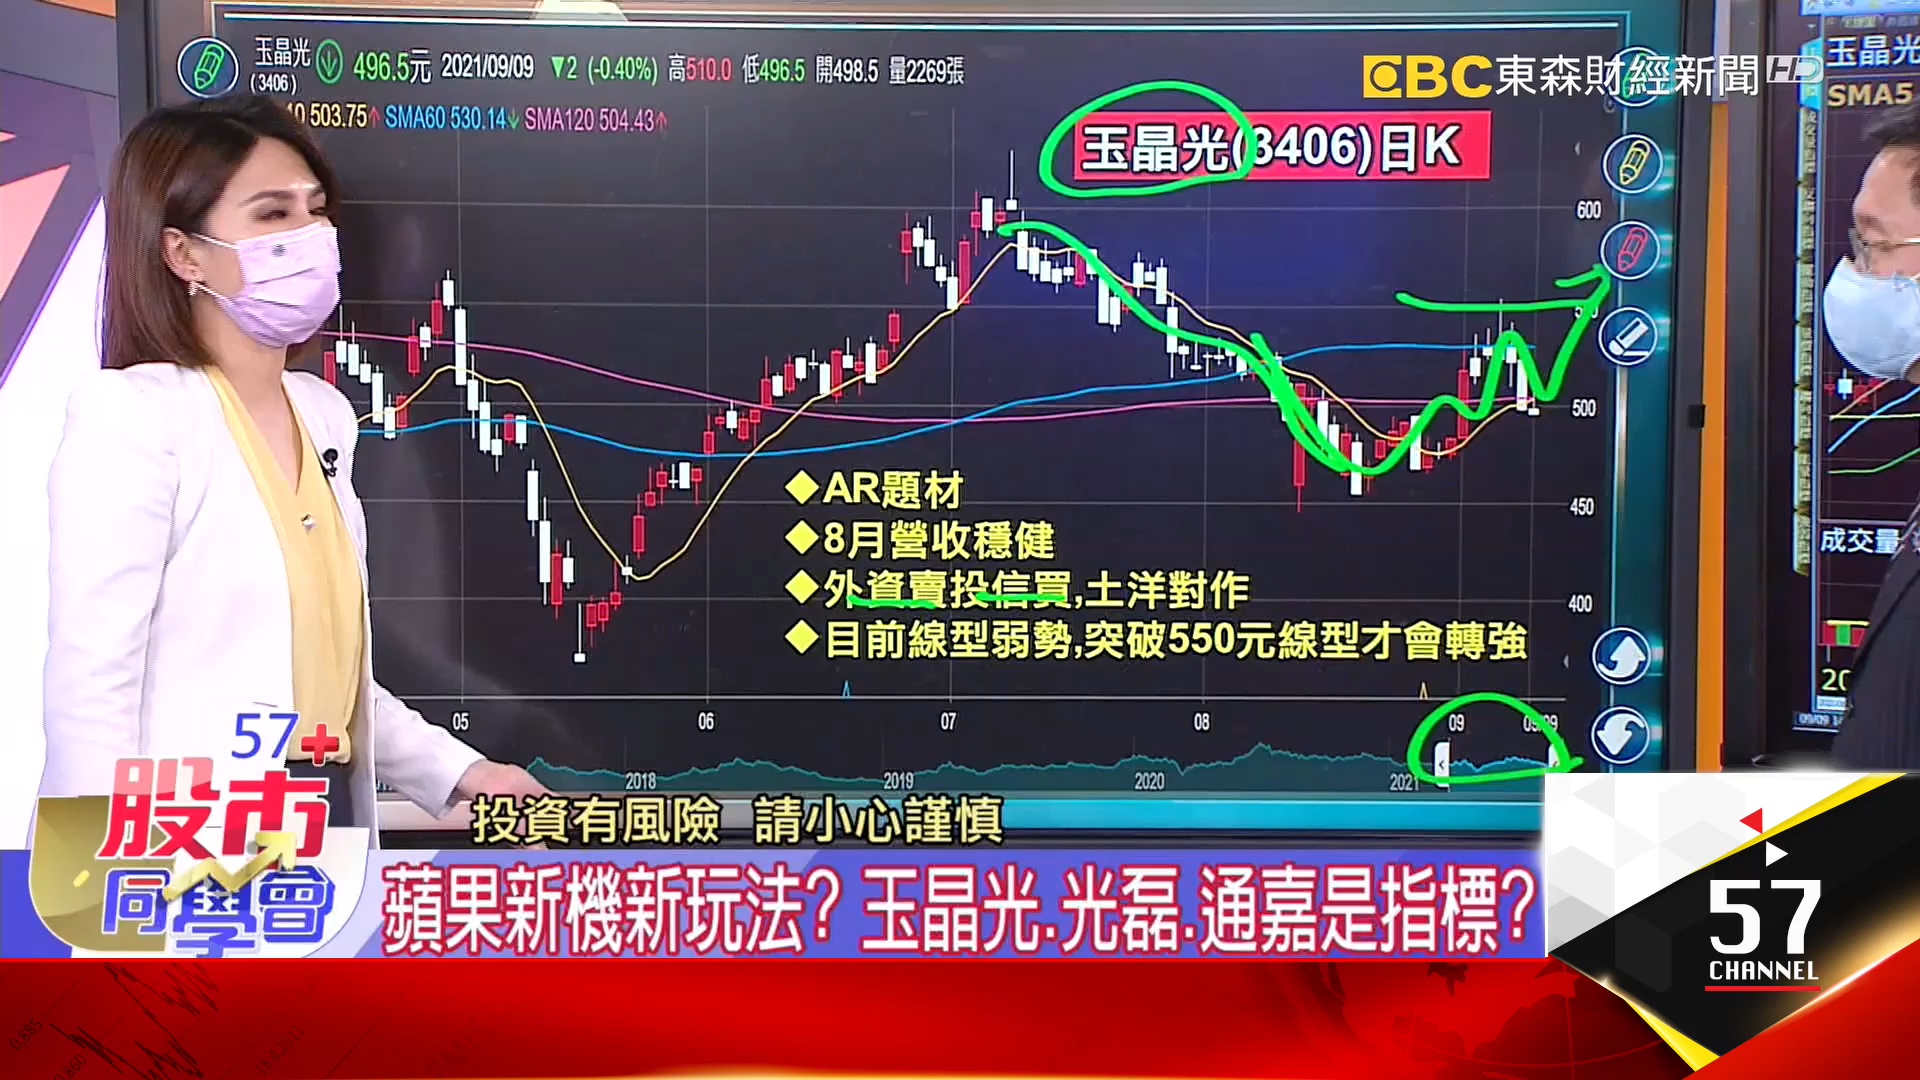 玉晶光
(3406)
496.5元 2021/09/09 ▼2 (-0.40%) 高510.0 低496.5 開498.5 量2269張
10 503.75↑ SMA60 530.14↓ SMA120 504.43↑
EBC東森財經新聞HD
玉晶光(3406)日K
玉晶光
SMA5
600
500
450
400
◆AR題材
◆8月營收穩健
◆外資賣投信買,土洋對作
◆目前線型弱勢,突破550元線型才會轉強
成交量
05 06 07 08 09 09/09
2018 2019 2020 2021
投資有風險 請小心謹慎
57+
股市
同學會
蘋果新機新玩法? 玉晶光.光磊.通嘉是指標?
57
CHANNEL